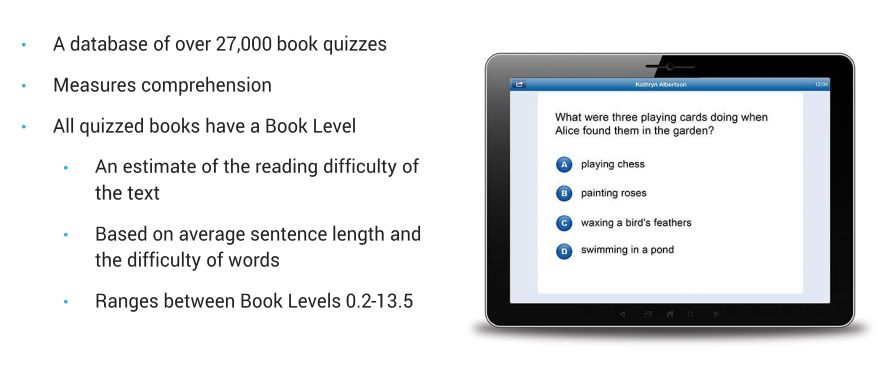 A database of over 27,000 book quizzes
Measures comprehension
All quizzed books have a Book Level
An estimate of the reading difficulty of
the text
Based on average sentence length and
the difficulty of words
Ranges between Book Levels 0.2-13.5
Kathryn Albertson
12/34
What were three playing cards doing when
Alice found them in the garden?
A playing chess
B painting roses
C waxing a bird's feathers
D swimming in a pond